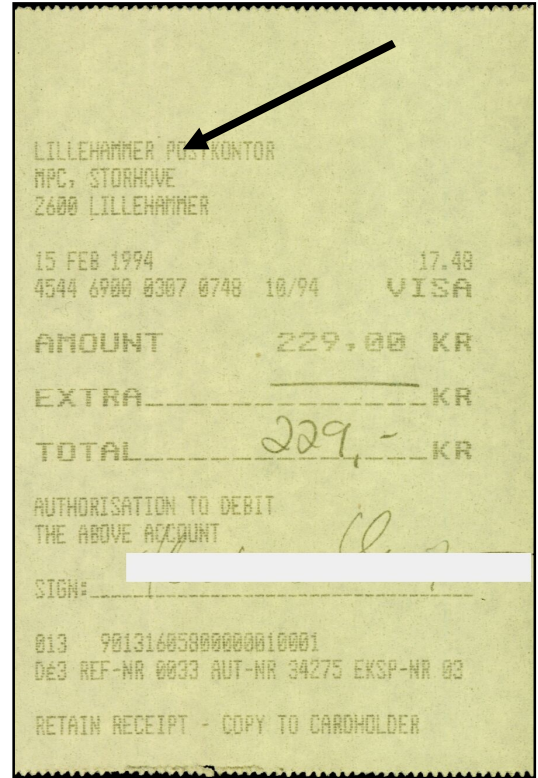 LILLEHAMMER POSTKONTOR
MPC, STORHOVE
2600 LILLEHAMMER
15 FEB 1994 17.48
4544 6900 0307 0748 10/94 VISA
AMOUNT 229,00 KR
EXTRA KR
TOTAL 229,- KR
AUTHORISATION TO DEBIT
THE ABOVE ACCOUNT
SIGN:
013 90131605800000010001
D63 REF-NR 0033 AUT-NR 34275 EKSP-NR 03
RETAIN RECEIPT - COPY TO CARDHOLDER